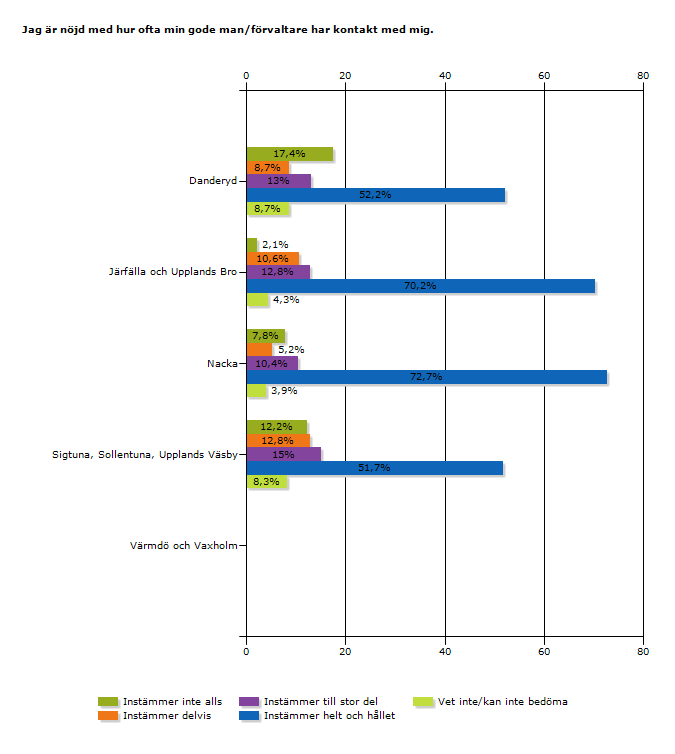 Jag är nöjd med hur ofta min gode man/förvaltare har kontakt med mig.
0 20 40 60 80
17,4%
8,7%
Danderyd 13%
52,2%
8,7%
2,1%
10,6%
Järfälla och Upplands Bro 12,8%
70,2%
4,3%
7,8%
5,2%
Nacka 10,4%
72,7%
3,9%
12,2%
12,8%
Sigtuna, Sollentuna, Upplands Väsby 15%
51,7%
8,3%
Värmdö och Vaxholm
0 20 40 60 80
Instämmer inte alls Instämmer till stor del Vet inte/kan inte bedöma
Instämmer delvis Instämmer helt och hållet